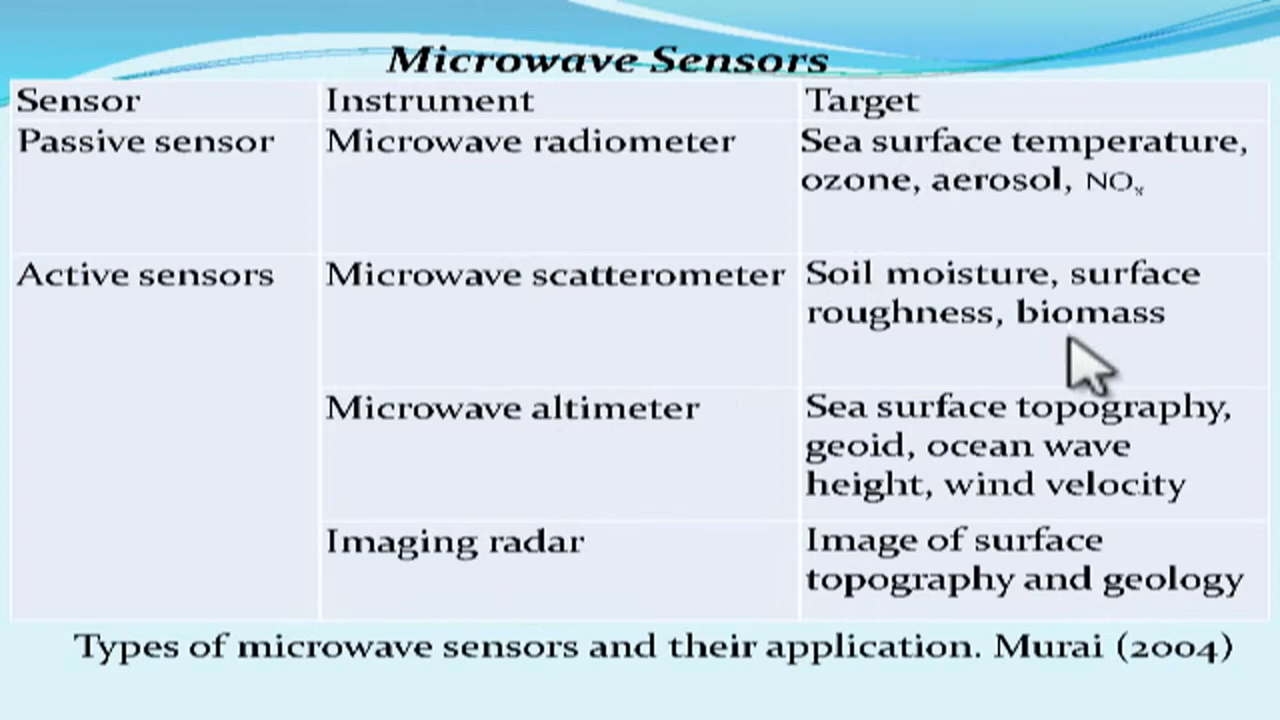 Microwave Sensors
Sensor Instrument Target
Passive sensor Microwave radiometer Sea surface temperature,
ozone, aerosol, NOₓ
Active sensors Microwave scatterometer Soil moisture, surface
roughness, biomass
Microwave altimeter Sea surface topography,
geoid, ocean wave
height, wind velocity
Imaging radar Image of surface
topography and geology
Types of microwave sensors and their application. Murai (2004)